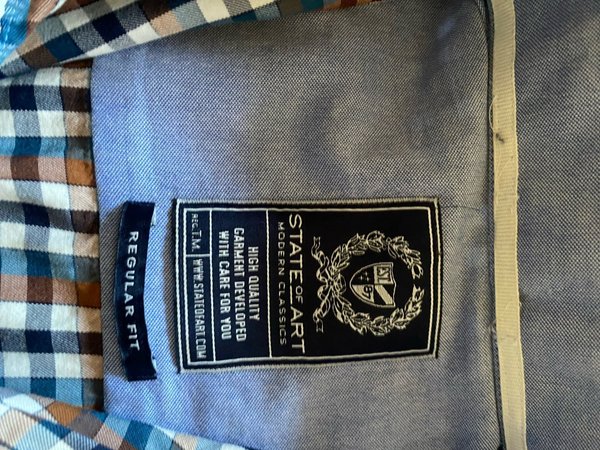 STATE OF ART
MODERN CLASSICS
HIGH QUALITY
GARMENT DEVELOPED
WITH CARE FOR YOU
REG.T.M. WWW.STATEOFART.COM
REGULAR FIT